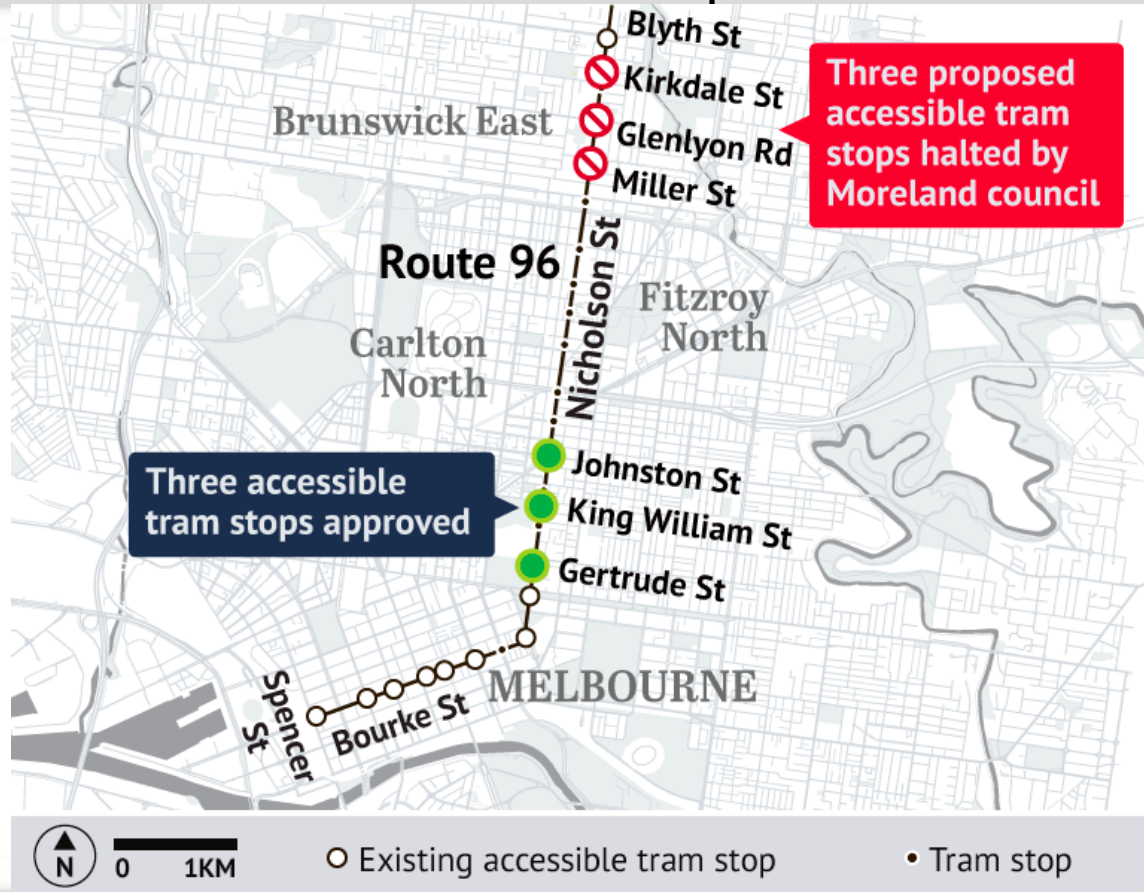 Blyth St
Kirkdale St
Glenlyon Rd
Miller St
Three proposed
accessible tram
stops halted by
Moreland council
Brunswick East
Route 96
Nicholson St
Fitzroy
North
Carlton
North
Johnston St
King William St
Gertrude St
Three accessible
tram stops approved
MELBOURNE
Spencer
St
Bourke St
N
0 1KM
Existing accessible tram stop
Tram stop